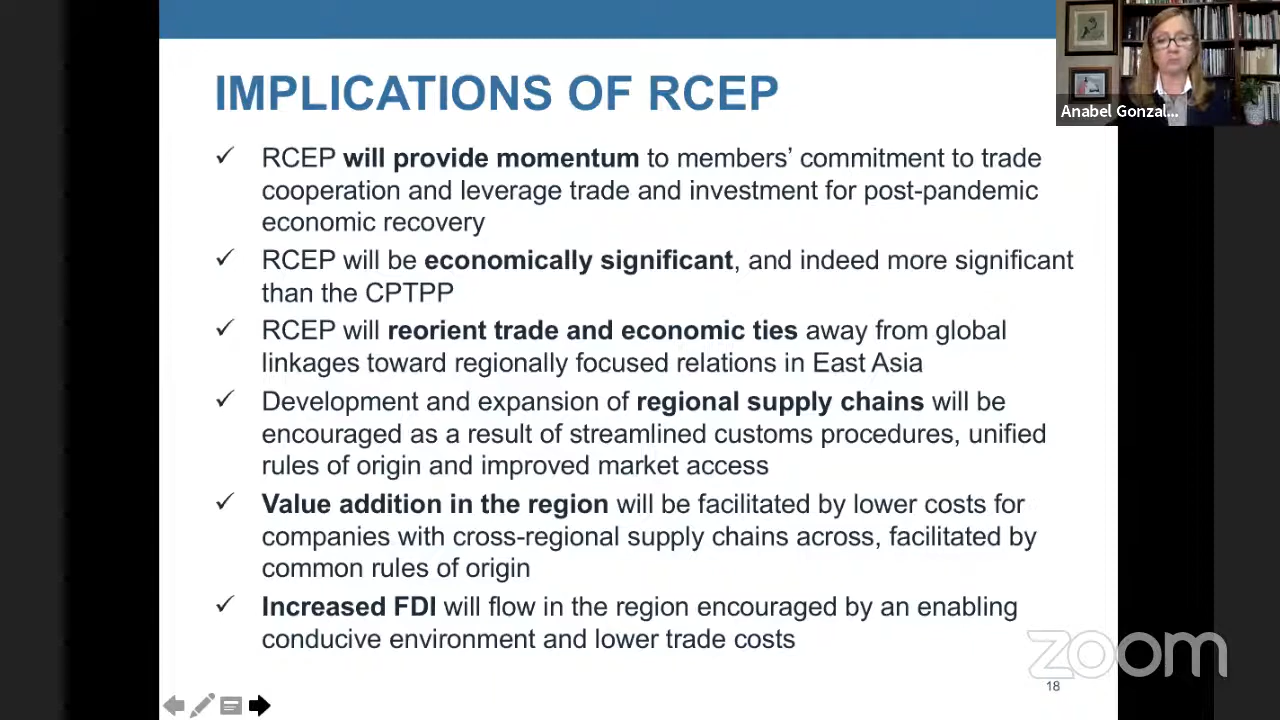 IMPLICATIONS OF RCEP
Anabel Gonzal...
✓ RCEP will provide momentum to members’ commitment to trade
cooperation and leverage trade and investment for post-pandemic
economic recovery
✓ RCEP will be economically significant, and indeed more significant
than the CPTPP
✓ RCEP will reorient trade and economic ties away from global
linkages toward regionally focused relations in East Asia
✓ Development and expansion of regional supply chains will be
encouraged as a result of streamlined customs procedures, unified
rules of origin and improved market access
✓ Value addition in the region will be facilitated by lower costs for
companies with cross-regional supply chains across, facilitated by
common rules of origin
✓ Increased FDI will flow in the region encouraged by an enabling
conducive environment and lower trade costs
zoom
18